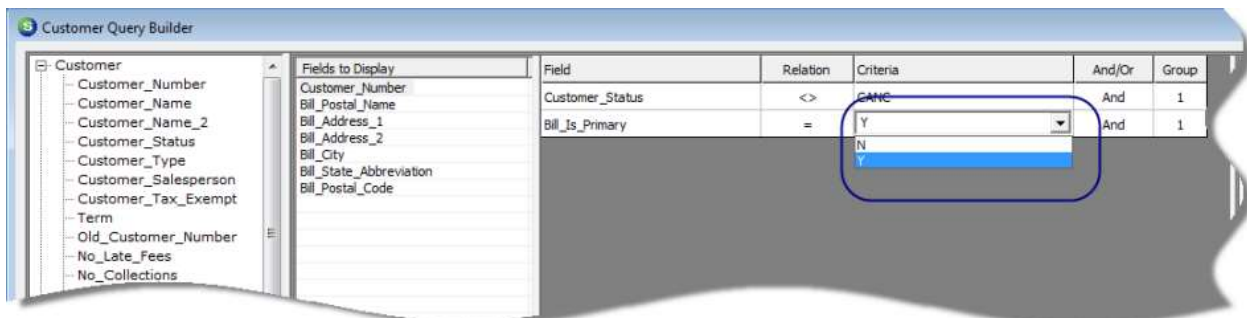 Customer Query Builder
Customer
Customer_Number
Customer_Name
Customer_Name_2
Customer_Status
Customer_Type
Customer_Salesperson
Customer_Tax_Exempt
Term
Old_Customer_Number
No_Late_Fees
No_Collections
Fields to Display
Customer_Number
Bill_Postal_Name
Bill_Address_1
Bill_Address_2
Bill_City
Bill_State_Abbreviation
Bill_Postal_Code
Field Relation Criteria And/Or Group
Customer_Status <> CANC And 1
Bill_Is_Primary = Y And 1
N
Y